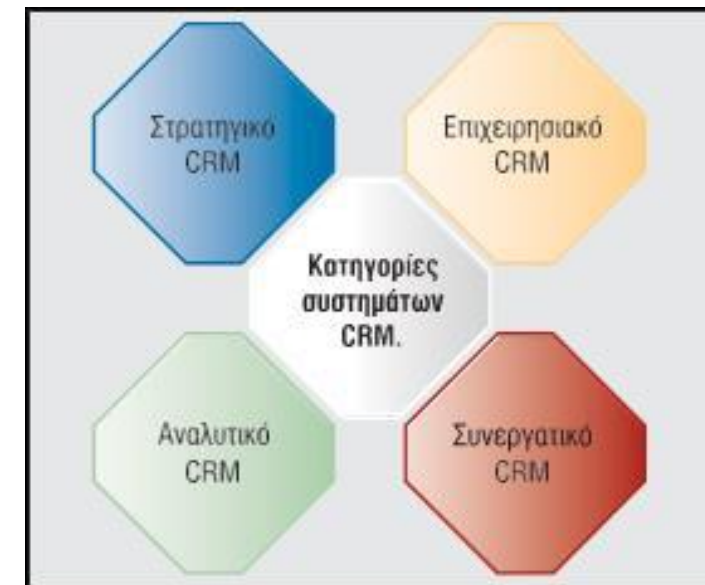 Στρατηγικό
CRM
Επιχειρησιακό
CRM
Κατηγορίες
συστημάτων
CRM.
Αναλυτικό
CRM
Συνεργατικό
CRM